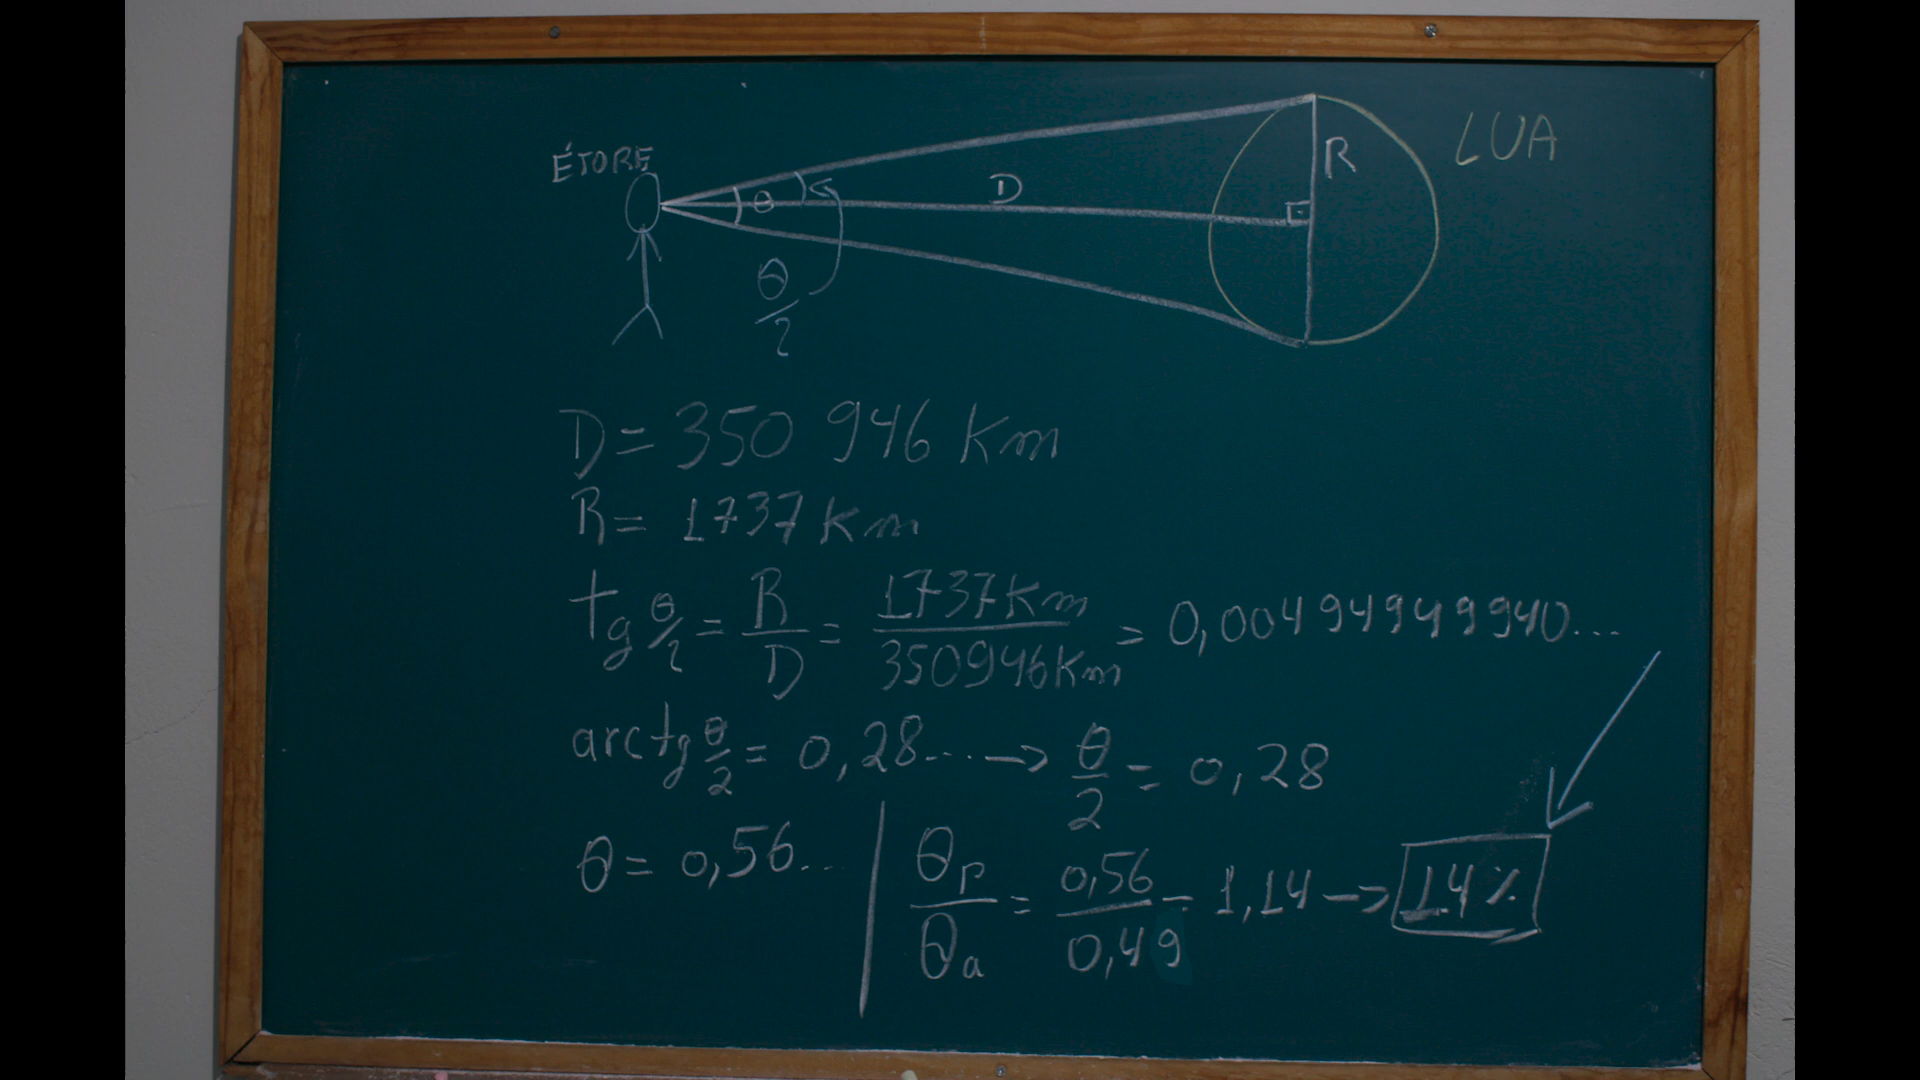 ÉTORE
LUA
R
D
θ
θ/2
D = 350 946 Km
R = 1737 Km
tg θ/2 = R/D = 1737Km/350946Km = 0,00494949940...
arctg θ/2 = 0,28... → θ/2 = 0,28
θ = 0,56...
θp/θa = 0,56/0,49 = 1,14 → 14%